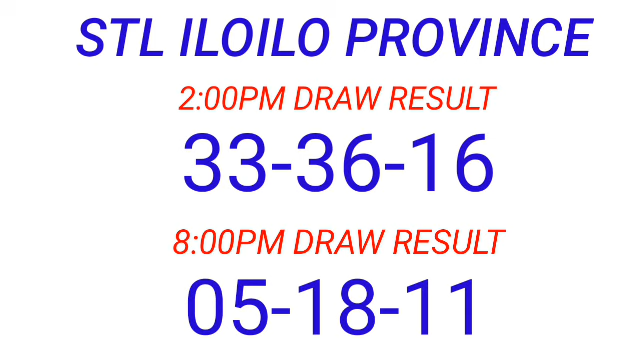 STL ILOILO PROVINCE
2:00PM DRAW RESULT
33-36-16
8:00PM DRAW RESULT
05-18-11